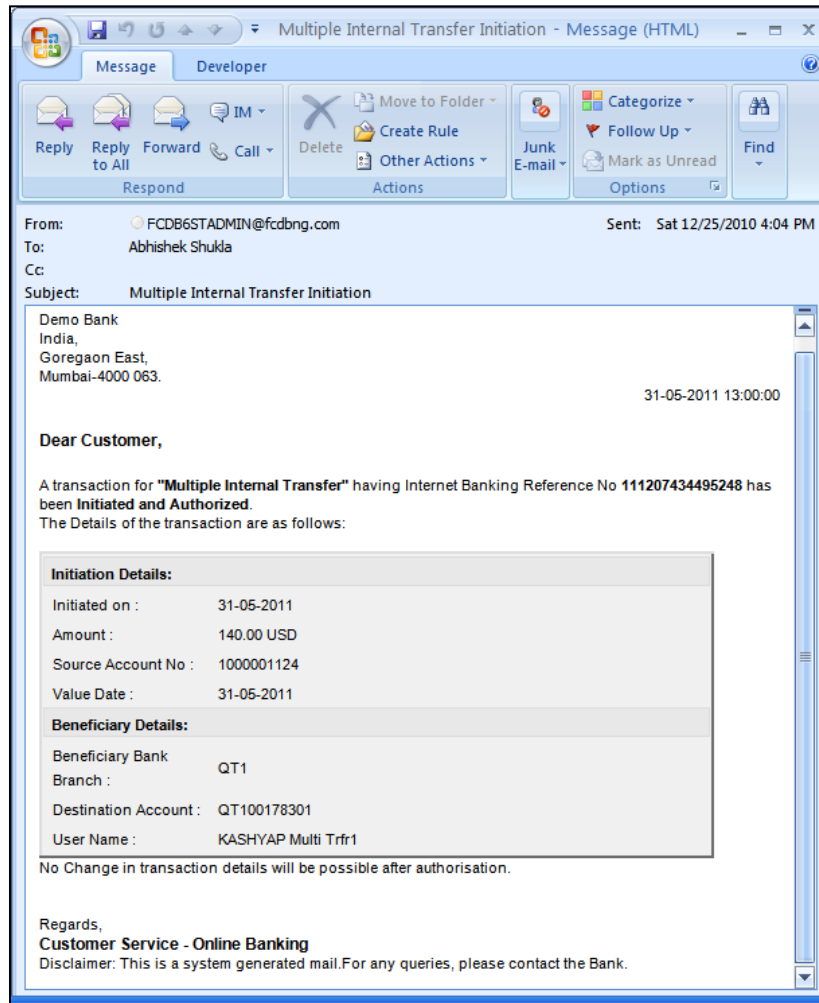 Multiple Internal Transfer Initiation - Message (HTML)
Message Developer
Reply
Reply to All
Forward
IM
Call
Respond
Delete
Move to Folder
Create Rule
Other Actions
Actions
Junk E-mail
Categorize
Follow Up
Mark as Unread
Options
Find
From: FCDB6STADMIN@fcdbng.com Sent: Sat 12/25/2010 4:04 PM
To: Abhishek Shukla
Cc:
Subject: Multiple Internal Transfer Initiation
Demo Bank
India,
Goregaon East,
Mumbai-4000 063.
31-05-2011 13:00:00
Dear Customer,
A transaction for "Multiple Internal Transfer" having Internet Banking Reference No 111207434495248 has
been Initiated and Authorized.
The Details of the transaction are as follows:
Initiation Details:
Initiated on : 31-05-2011
Amount : 140.00 USD
Source Account No : 1000001124
Value Date : 31-05-2011
Beneficiary Details:
Beneficiary Bank
Branch : QT1
Destination Account : QT100178301
User Name : KASHYAP Multi Trfr1
No Change in transaction details will be possible after authorisation.
Regards,
Customer Service - Online Banking
Disclaimer: This is a system generated mail.For any queries, please contact the Bank.